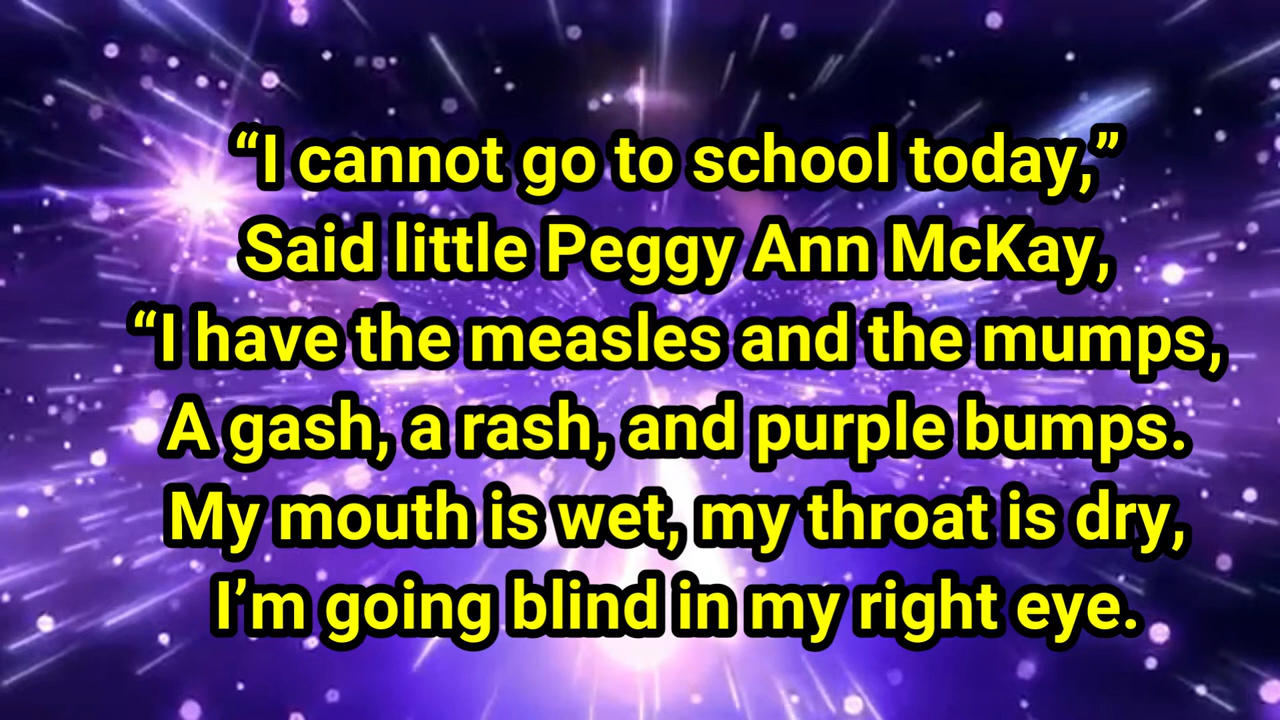 “I cannot go to school today,”
Said little Peggy Ann McKay,
“I have the measles and the mumps,
A gash, a rash, and purple bumps.
My mouth is wet, my throat is dry,
I’m going blind in my right eye.